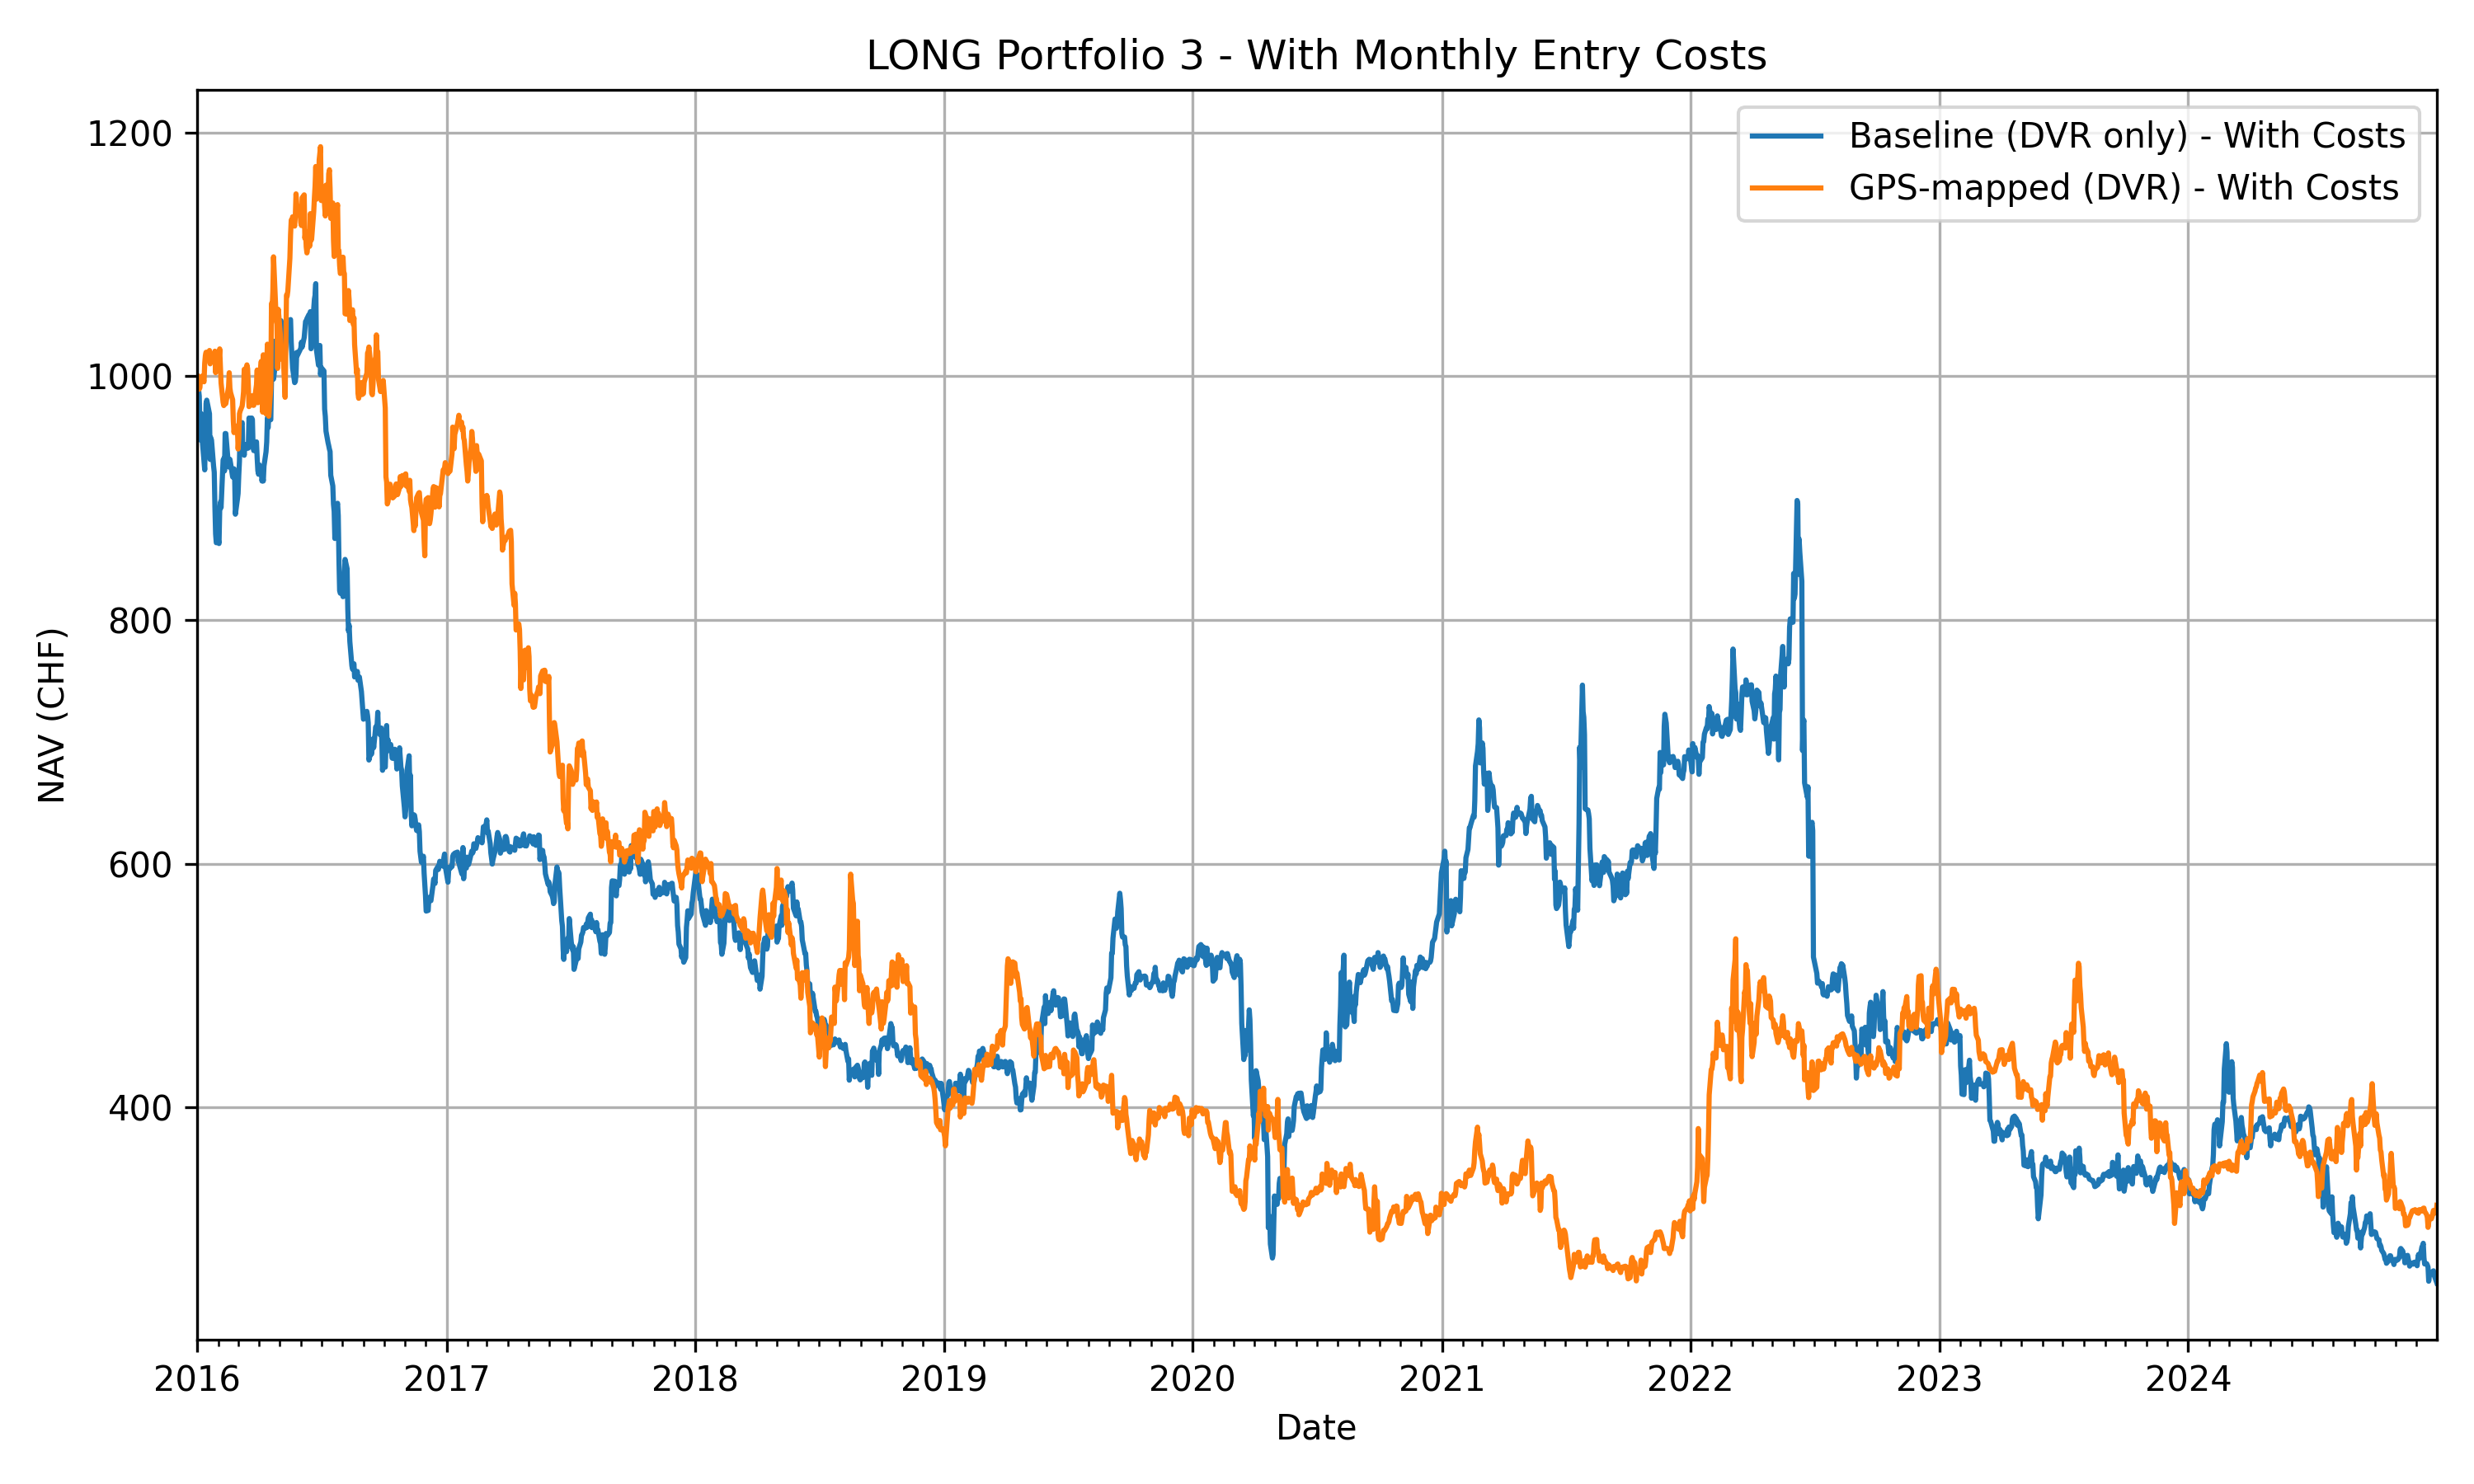 LONG Portfolio 3 - With Monthly Entry Costs
Baseline (DVR only) - With Costs
GPS-mapped (DVR) - With Costs
NAV (CHF)
1200
1000
800
600
400
2016 2017 2018 2019 2020 2021 2022 2023 2024
Date